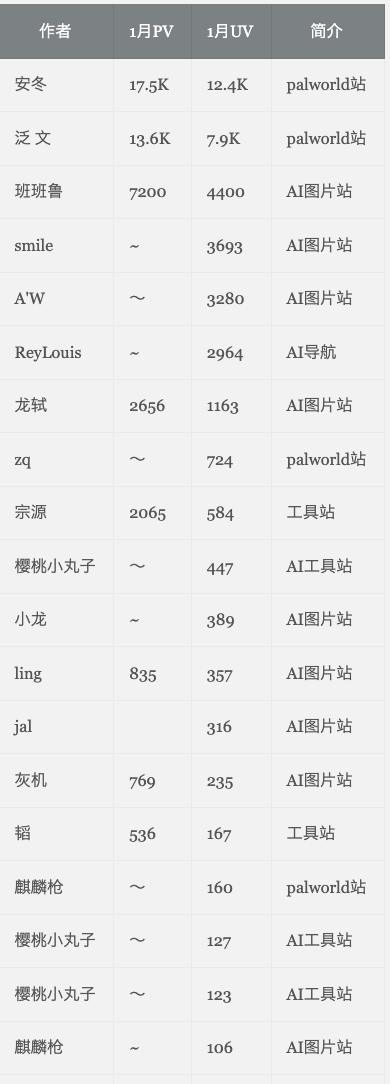 作者 1月PV 1月UV 简介
安冬 17.5K 12.4K palworld站
泛 文 13.6K 7.9K palworld站
班班鲁 7200 4400 AI图片站
smile ~ 3693 AI图片站
A'W ～ 3280 AI图片站
ReyLouis ~ 2964 AI导航
龙轼 2656 1163 AI图片站
zq ～ 724 palworld站
宗源 2065 584 工具站
樱桃小丸子 ～ 447 AI工具站
小龙 ~ 389 AI图片站
ling 835 357 AI图片站
jal 316 AI图片站
灰机 769 235 AI图片站
韬 536 167 工具站
麒麟枪 ～ 160 palworld站
樱桃小丸子 ～ 127 AI工具站
樱桃小丸子 ～ 123 AI工具站
麒麟枪 ~ 106 AI图片站